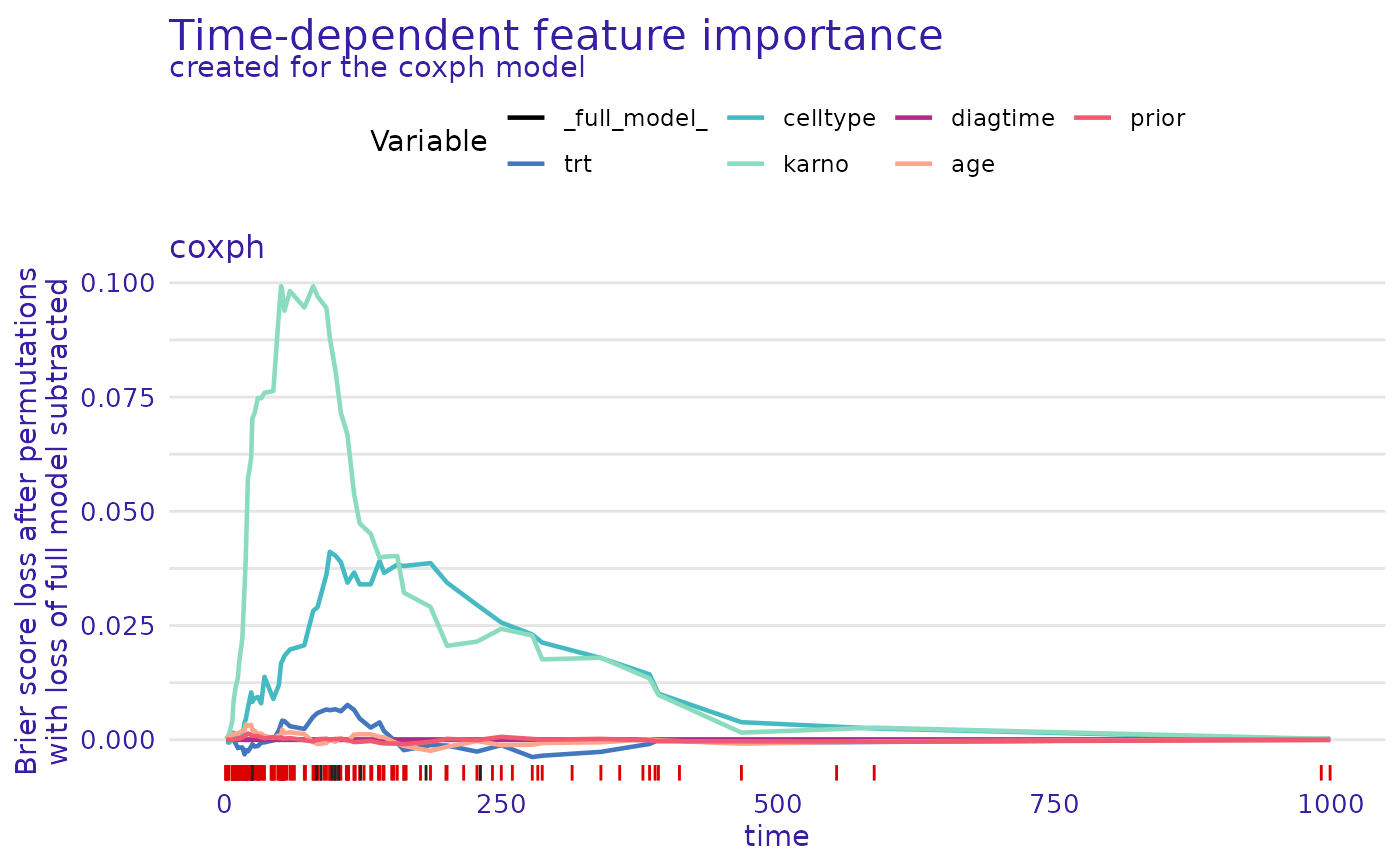 Time-dependent feature importance
created for the coxph model
Variable
_full_model_ celltype diagtime prior
trt karno age
coxph
Brier score loss after permutations
with loss of full model subtracted
0.100
0.075
0.050
0.025
0.000
0 250 500 750 1000
time